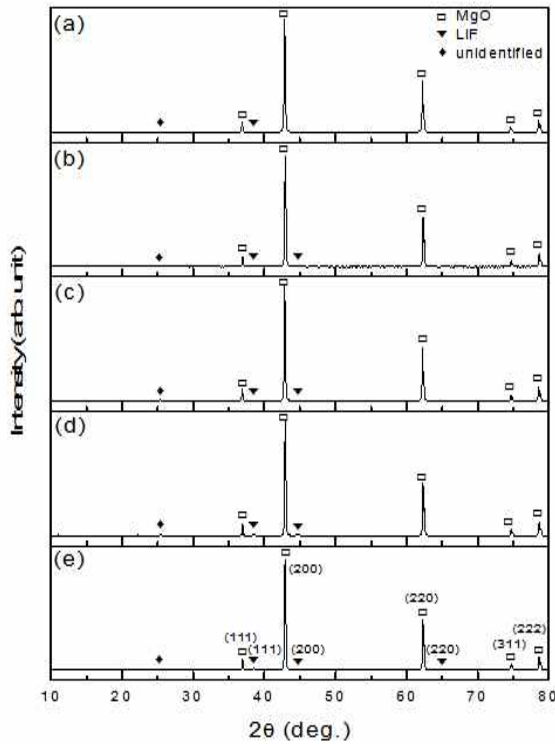 (a)
MgO
LiF
unidentified
(b)
(c)
(d)
(e)
(200)
(111)
(111)
(200)
(220)
(220)
(311)
(222)
10 20 30 40 50 60 70 80
2θ (deg.)
Intensity(arb.unit)